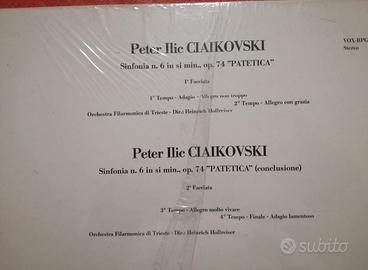 Peter Ilic CIAIKOVSKI
VOX-RPG
Stereo
Sinfonia n. 6 in si min., op. 74 "PATETICA"
1ª Facciata
1° Tempo - Adagio - Allegro non troppo
2° Tempo - Allegro con grazia
Orchestra Filarmonica di Trieste - Dir.: Heinrich Hollreiser
Peter Ilic CIAIKOVSKI
Sinfonia n. 6 in si min., op. 74 "PATETICA" (conclusione)
2ª Facciata
3° Tempo - Allegro molto vivace
4° Tempo - Finale - Adagio lamentoso
Orchestra Filarmonica di Trieste - Dir.: Heinrich Hollreiser
subito